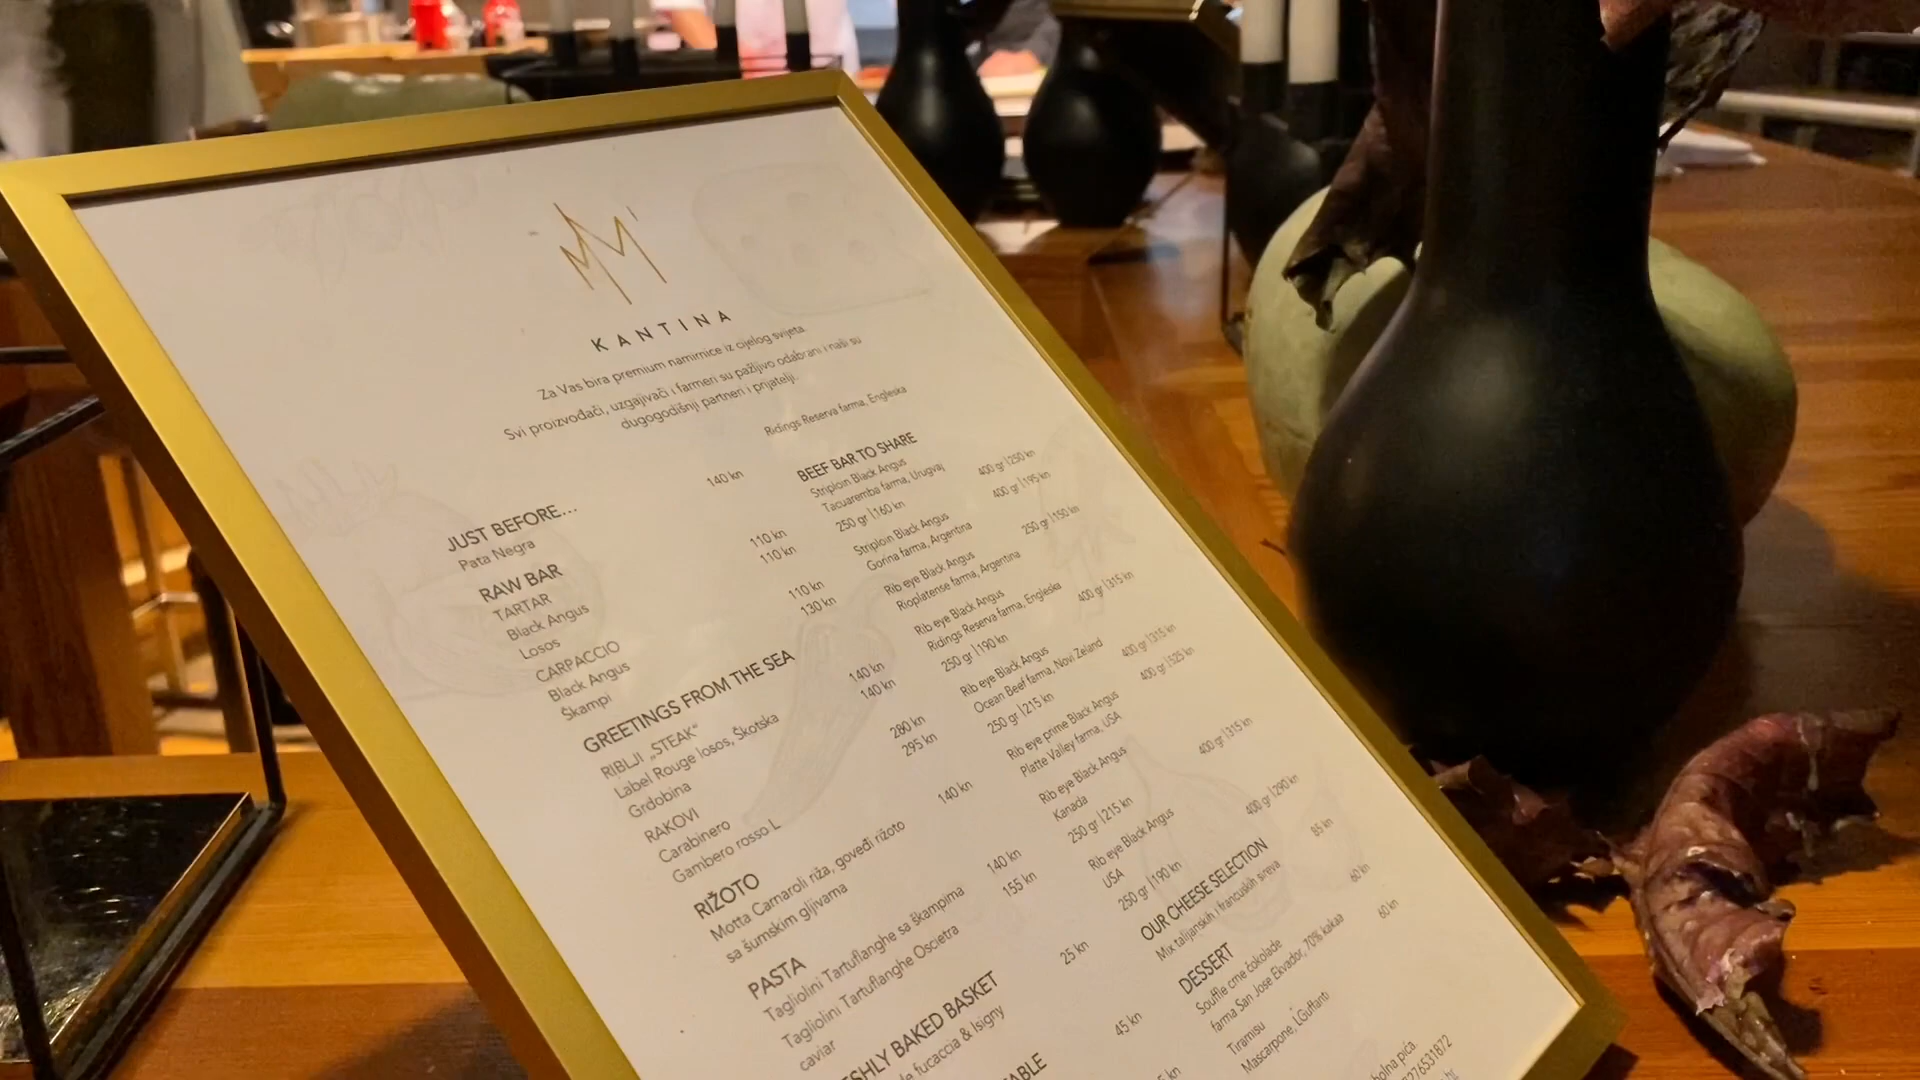 KANTINA
Za Vas bira premium namirnice iz cijelog svijeta.
Svi proizvođači, uzgajivači i farmeri su pažljivo odabrani i naši su
dugogodišnji partneri i prijatelji.
JUST BEFORE...
Pata Negra 140 kn
RAW BAR
TARTAR
Black Angus 110 kn
Losos 110 kn
CARPACCIO
Black Angus 110 kn
Škampi 130 kn
GREETINGS FROM THE SEA
RIBLJI „STEAK“
Label Rouge losos, Škotska 140 kn
Grdobina 140 kn
RAKOVI
Carabinero 280 kn
Gambero rosso L 295 kn
RIŽOTO
Motta Carnaroli riža, goveđi rižoto 140 kn
sa šumskim gljivama
PASTA
Tagliolini Tartuflanghe sa škampima 140 kn
Tagliolini Tartuflanghe Oscietra 155 kn
caviar
BAKED BASKET
fucaccia & Isigny 25 kn
45 kn
Ridings Reserva farma, Engleska
BEEF BAR TO SHARE
Striploin Black Angus
Tacuaremba farma, Urugvaj 400 gr |250 kn
250 gr |160 kn 400 gr |195 kn
Striploin Black Angus
Gorina farma, Argentina 250 gr |150 kn
Rib eye Black Angus
Rioplatense farma, Argentina
Rib eye Black Angus
Ridings Reserva farma, Engleska 400 gr |315 kn
250 gr |190 kn
Rib eye Black Angus
Ocean Beef farma, Novi Zeland 400 gr |315 kn
250 gr |215 kn 400 gr |525 kn
Rib eye prime Black Angus
Platte Valley farma, USA
Rib eye Black Angus 400 gr |315 kn
Kanada
250 gr |215 kn
Rib eye Black Angus 400 gr |290 kn
USA
250 gr |190 kn
OUR CHEESE SELECTION
Mix talijanskih i francuskih sireva 85 kn
DESSERT
Souffle crne čokolade 60 kn
farma San Jose Ekvador, 70% kakaa
Tiramisu 60 kn
Mascarpone, LGuffanti